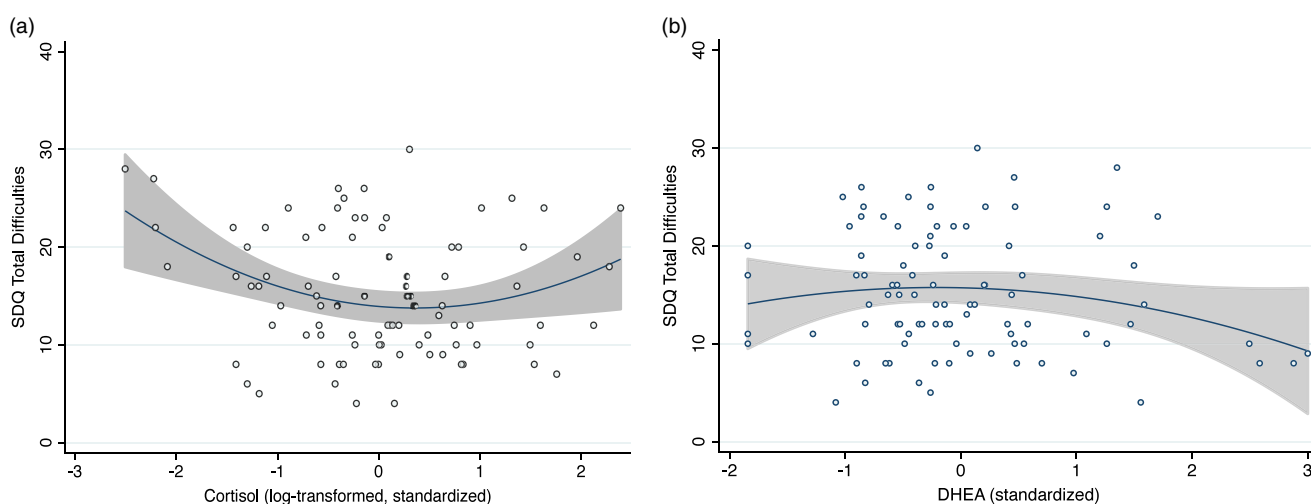 (a)
SDQ Total Difficulties
40
30
20
10
0
-3 -2 -1 0 1 2
Cortisol (log-transformed, standardized)
(b)
SDQ Total Difficulties
40
30
20
10
0
-2 -1 0 1 2 3
DHEA (standardized)